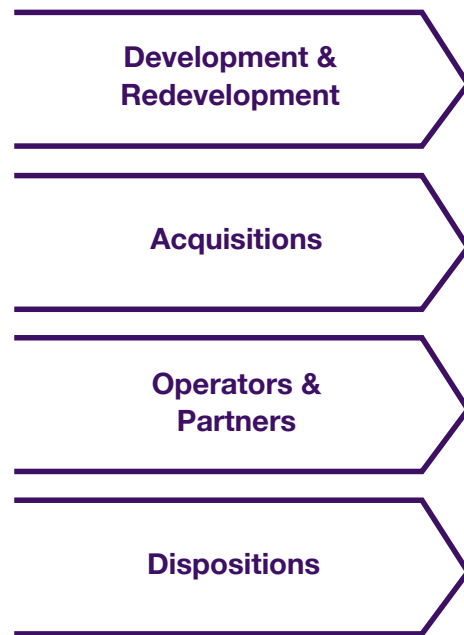 Development &
Redevelopment
Acquisitions
Operators &
Partners
Dispositions